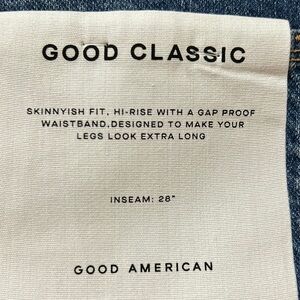 GOOD CLASSIC
SKINNYISH FIT, HI-RISE WITH A GAP PROOF
WAISTBAND.DESIGNED TO MAKE YOUR
LEGS LOOK EXTRA LONG
INSEAM: 28"
GOOD AMERICAN